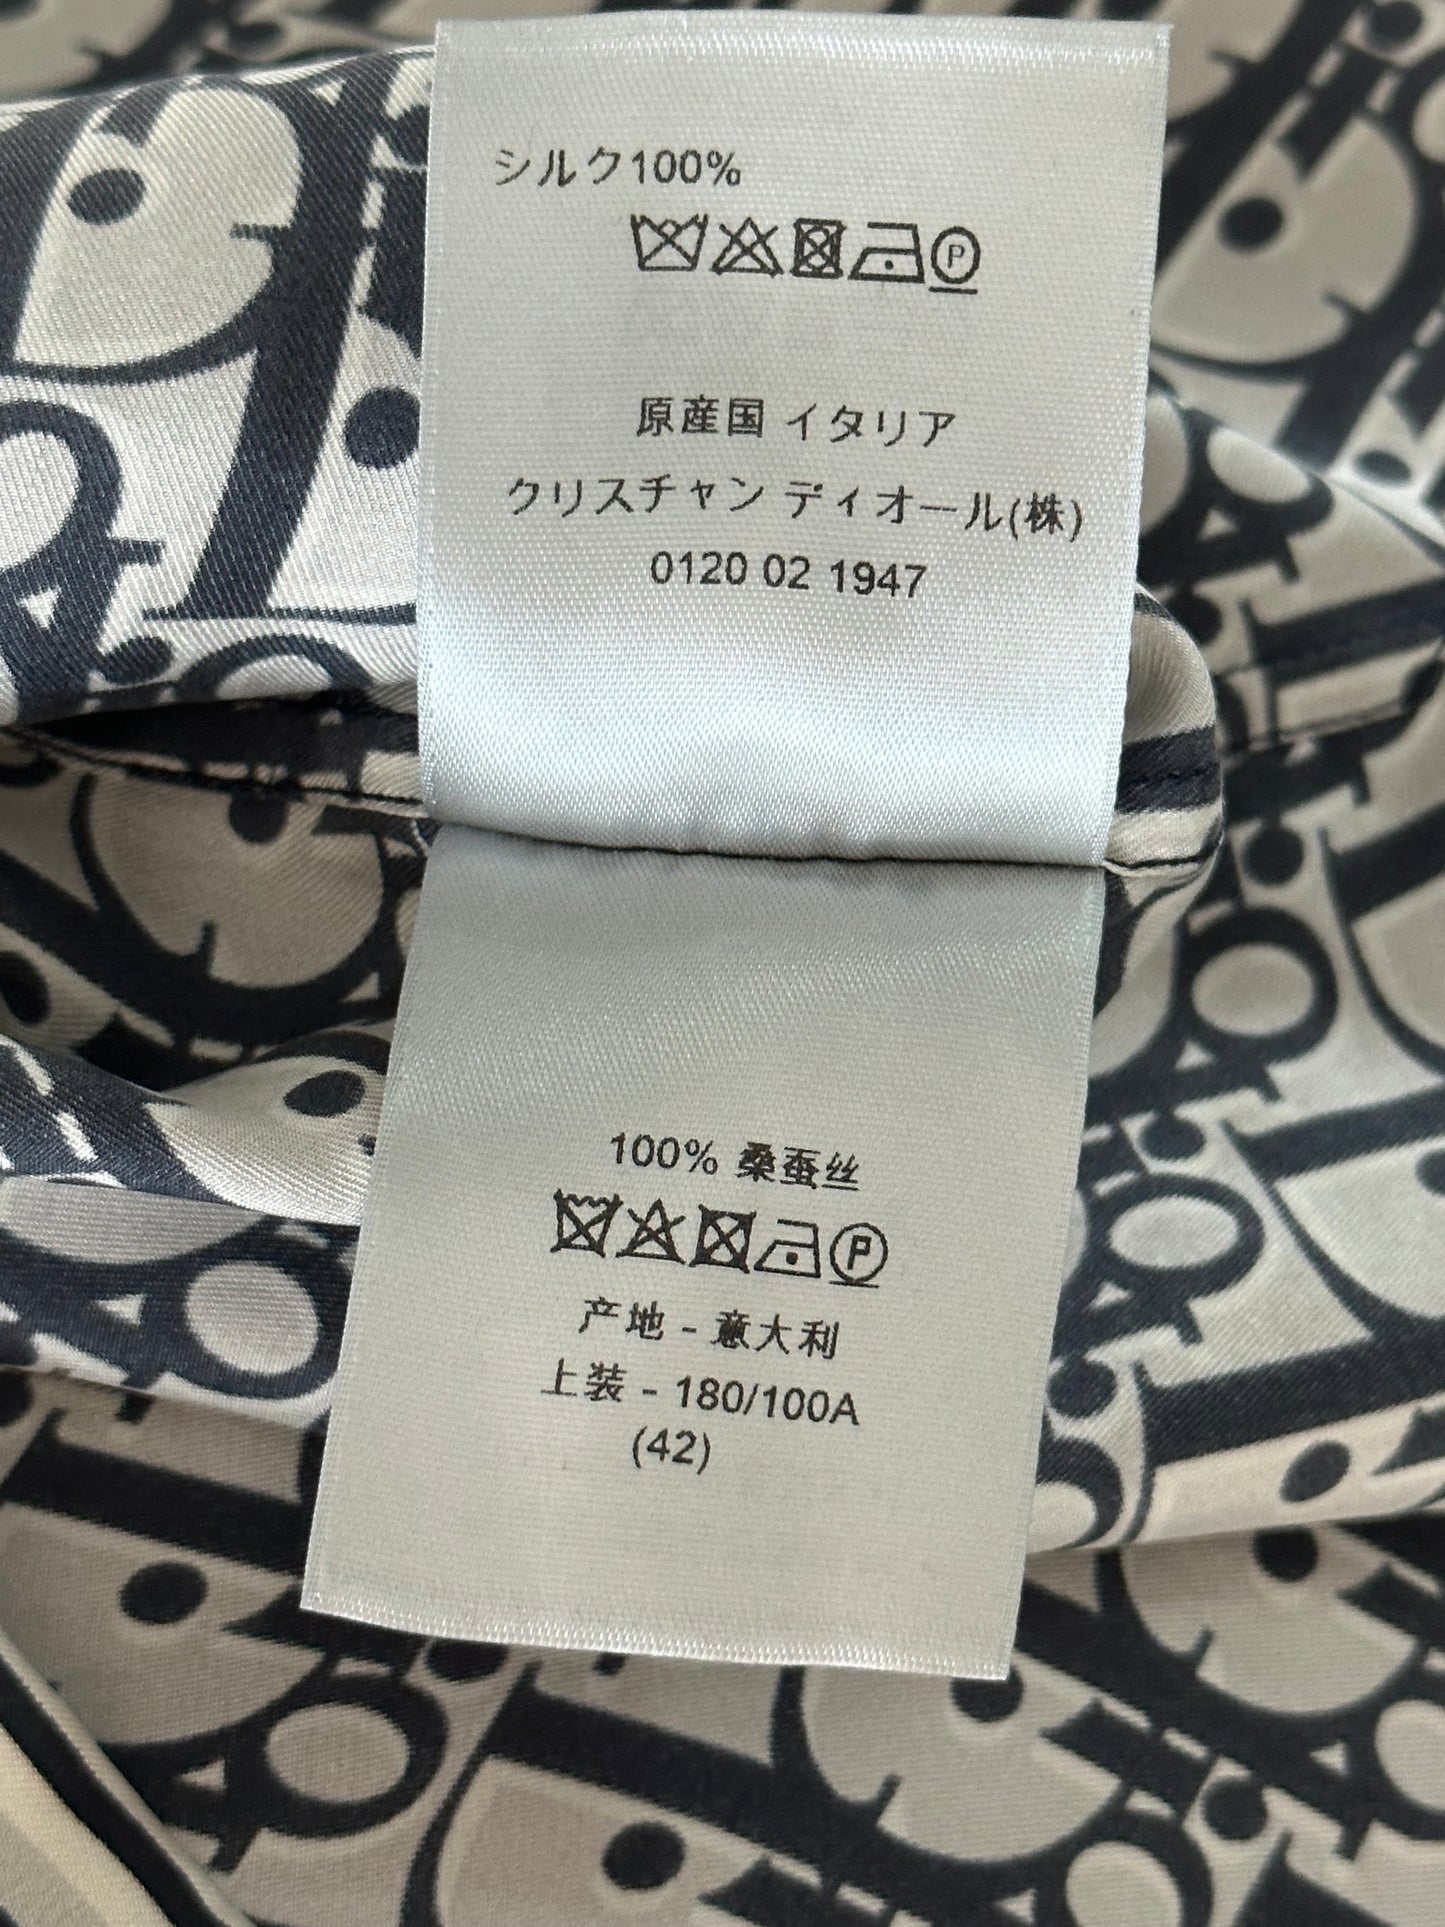 シルク100%
P
原産国 イタリア
クリスチャン ディオール(株)
0120 02 1947
100% 桑蚕丝
P
产地 - 意大利
上装 - 180/100A
(42)